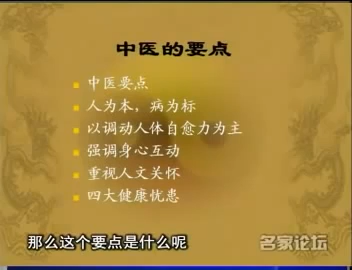 中医的要点
中医要点
人为本，病为标
以调动人体自愈力为主
强调身心互动
重视人文关怀
四大健康忧患
那么这个要点是什么呢
名家论坛